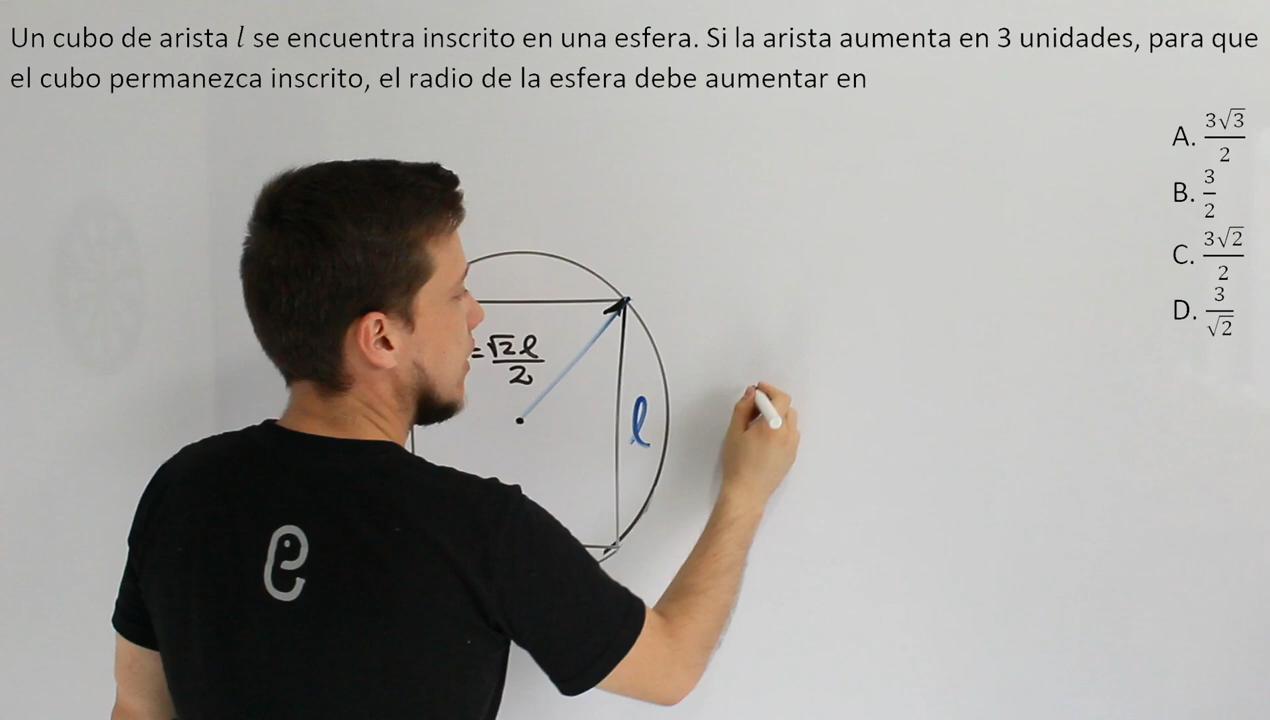 Un cubo de arista l se encuentra inscrito en una esfera. Si la arista aumenta en 3 unidades, para que
el cubo permanezca inscrito, el radio de la esfera debe aumentar en
A. 3√3/2
B. 3/2
C. 3√2/2
D. 3/√2
=√2ℓ/2
ℓ
e